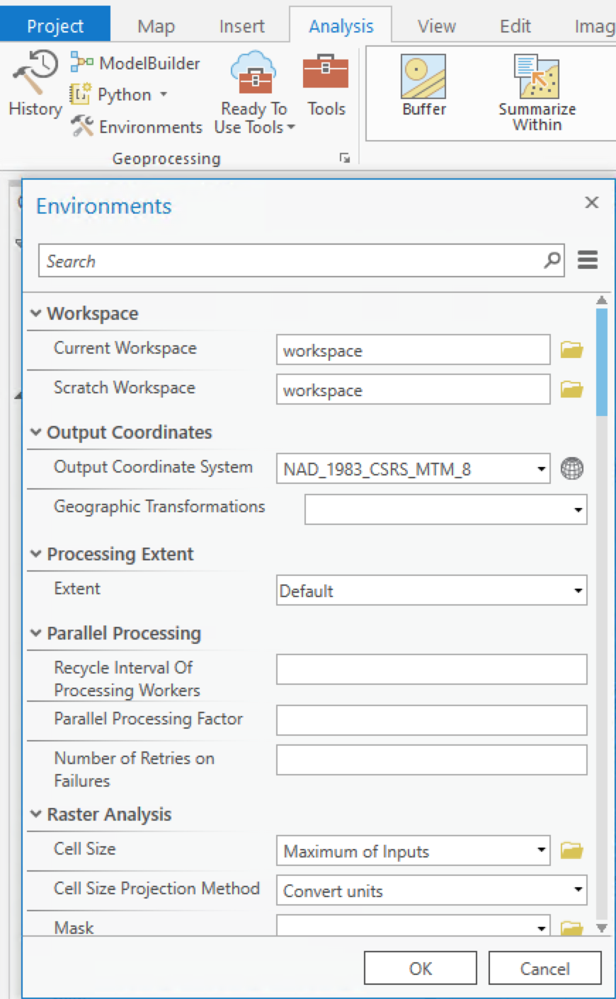 Project Map Insert Analysis View Edit Imag
History
ModelBuilder
Python
Environments
Ready To
Use Tools
Tools
Buffer
Summarize
Within
Geoprocessing
Environments
Search
Workspace
Current Workspace workspace
Scratch Workspace workspace
Output Coordinates
Output Coordinate System NAD_1983_CSRS_MTM_8
Geographic Transformations
Processing Extent
Extent Default
Parallel Processing
Recycle Interval Of
Processing Workers
Parallel Processing Factor
Number of Retries on
Failures
Raster Analysis
Cell Size Maximum of Inputs
Cell Size Projection Method Convert units
Mask
OK Cancel